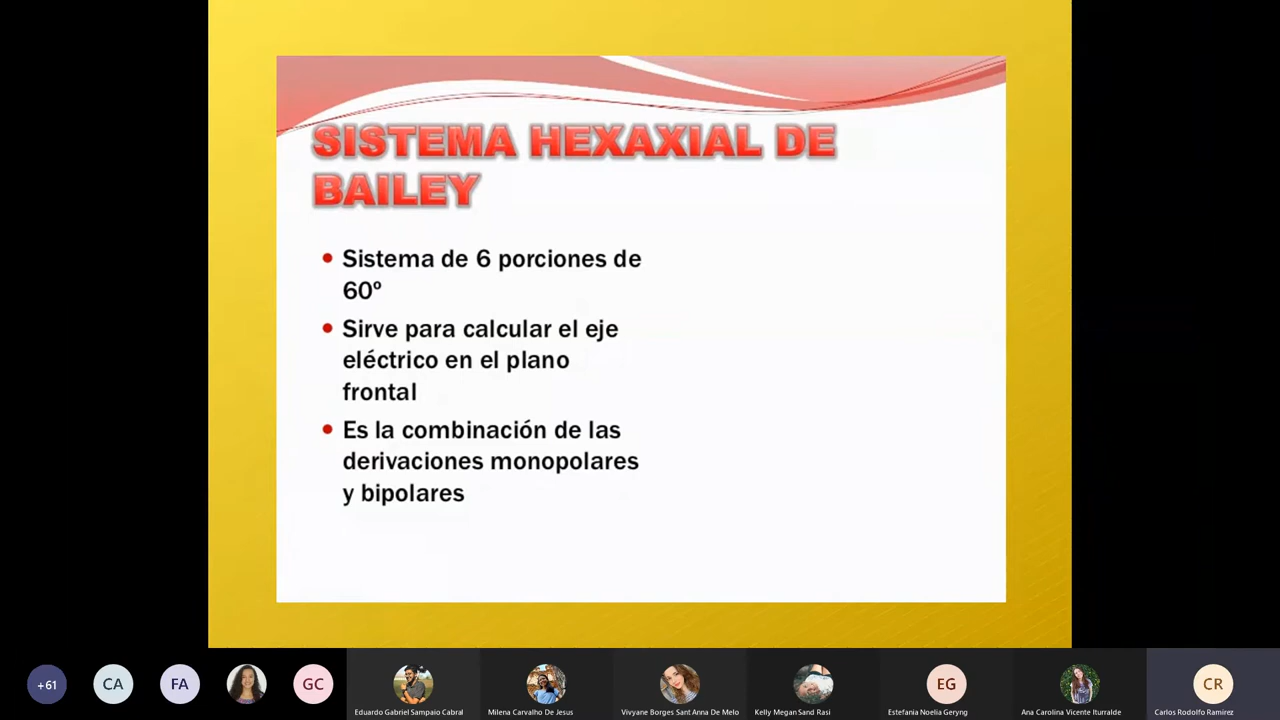 SISTEMA HEXAXIAL DE
BAILEY
• Sistema de 6 porciones de
60º
• Sirve para calcular el eje
eléctrico en el plano
frontal
• Es la combinación de las
derivaciones monopolares
y bipolares
+61
CA
FA
GC
Eduardo Gabriel Sampaio Cabral
Milena Carvalho De Jesus
Vivyane Borges Sant Anna De Melo
Kelly Megan Sand Rasi
EG
Estefania Noelia Geryng
Ana Carolina Vicente Iturralde
CR
Carlos Rodolfo Ramirez